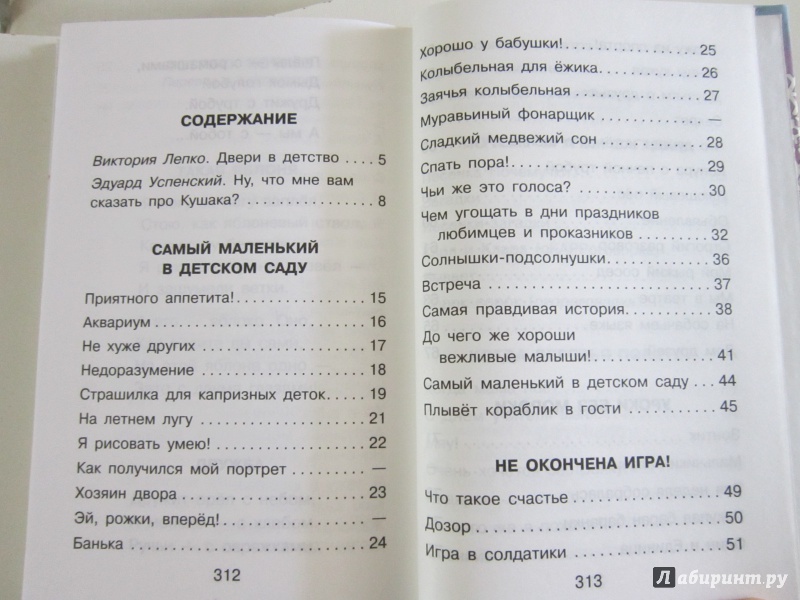 СОДЕРЖАНИЕ
Виктория Лепко. Двери в детство .... 5
Эдуард Успенский. Ну, что мне вам
сказать про Кушака? ............... 8
САМЫЙ МАЛЕНЬКИЙ
В ДЕТСКОМ САДУ
Приятного аппетита! ............... 15
Аквариум ............... 16
Не хуже других ............... 17
Недоразумение ............... 18
Страшилка для капризных деток ..... 19
На летнем лугу ............... 21
Я рисовать умею! ............... 22
Как получился мой портрет ......... —
Хозяин двора ............... 23
Эй, рожки, вперёд! ............... —
Банька ............... 24
312
Хорошо у бабушки! ............... 25
Колыбельная для ёжика ............ 26
Заячья колыбельная ............... 27
Муравьиный фонарщик ............... —
Сладкий медвежий сон ............... 28
Спать пора! ............... 29
Чьи же это голоса? ............... 30
Чем угощать в дни праздников
любимцев и проказников ............ 32
Солнышки-подсолнушки ............ 36
Встреча ............... 37
Самая правдивая история ............ 38
До чего же хороши
вежливые малыши! ............... 41
Самый маленький в детском саду ... 44
Плывёт кораблик в гости ............ 45
НЕ ОКОНЧЕНА ИГРА!
Что такое счастье ............... 49
Дозор ............... 50
Игра в солдатики ............... 51
313
Лабиринт.ру